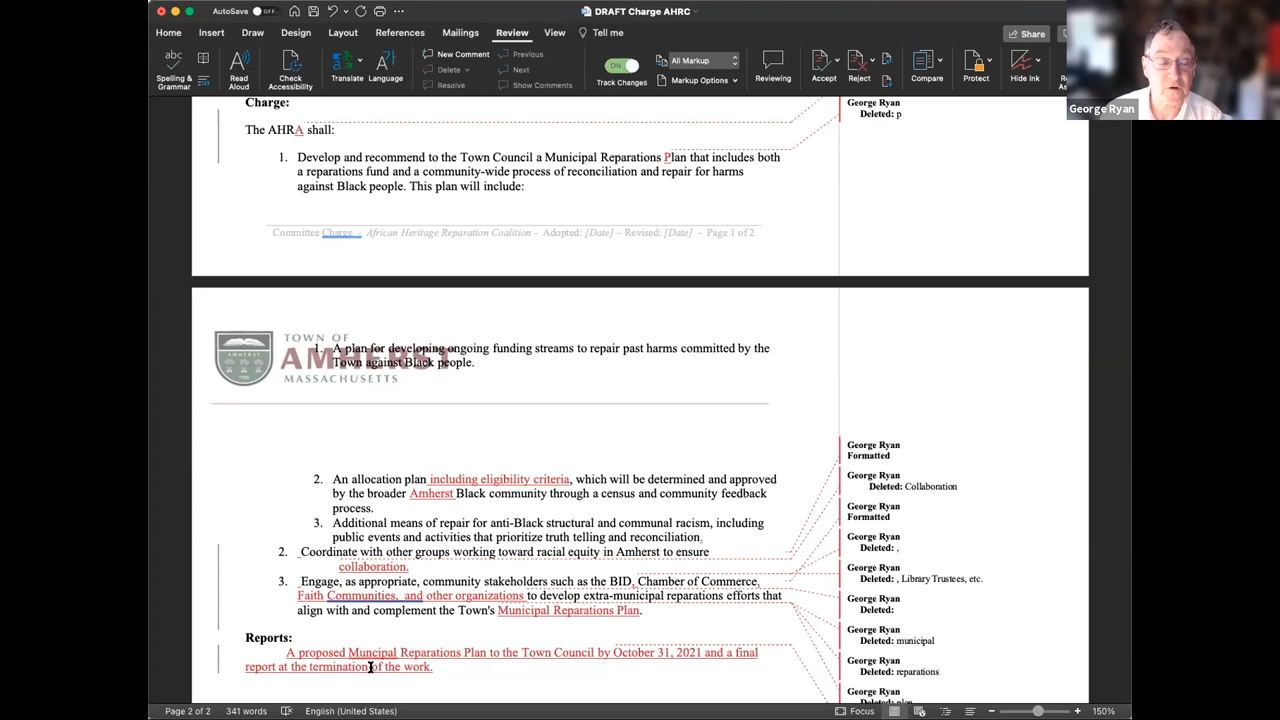 AutoSave OFF DRAFT Charge AHRC
Home Insert Draw Design Layout References Mailings Review View Tell me Share
Spelling & Grammar
Read Aloud
Check Accessibility
Translate Language
New Comment
Delete
Resolve
Previous
Next
Show Comments
ON
Track Changes
All Markup
Markup Options
Reviewing
Accept Reject
Compare
Protect
Hide Ink
George Ryan
Charge:
George Ryan
Deleted: p
The AHRA shall:
1. Develop and recommend to the Town Council a Municipal Reparations Plan that includes both
a reparations fund and a community-wide process of reconciliation and repair for harms
against Black people. This plan will include:
Committee Charge - African Heritage Reparation Coalition - Adopted: [Date] – Revised: [Date] - Page 1 of 2
TOWN OF
AMHERST
MASSACHUSETTS
1. A plan for developing ongoing funding streams to repair past harms committed by the
Town against Black people.
2. An allocation plan including eligibility criteria, which will be determined and approved
by the broader Amherst Black community through a census and community feedback
process.
3. Additional means of repair for anti-Black structural and communal racism, including
public events and activities that prioritize truth telling and reconciliation.
2. Coordinate with other groups working toward racial equity in Amherst to ensure
collaboration.
3. Engage, as appropriate, community stakeholders such as the BID, Chamber of Commerce,
Faith Communities, and other organizations to develop extra-municipal reparations efforts that
align with and complement the Town's Municipal Reparations Plan.
Reports:
A proposed Muncipal Reparations Plan to the Town Council by October 31, 2021 and a final
report at the termination of the work.
George Ryan
Formatted
George Ryan
Deleted: Collaboration
George Ryan
Formatted
George Ryan
Deleted: ,
George Ryan
Deleted: , Library Trustees, etc.
George Ryan
Deleted:
George Ryan
Deleted: municipal
George Ryan
Deleted: reparations
George Ryan
Deleted: plan
Page 2 of 2 341 words English (United States) Focus 150%